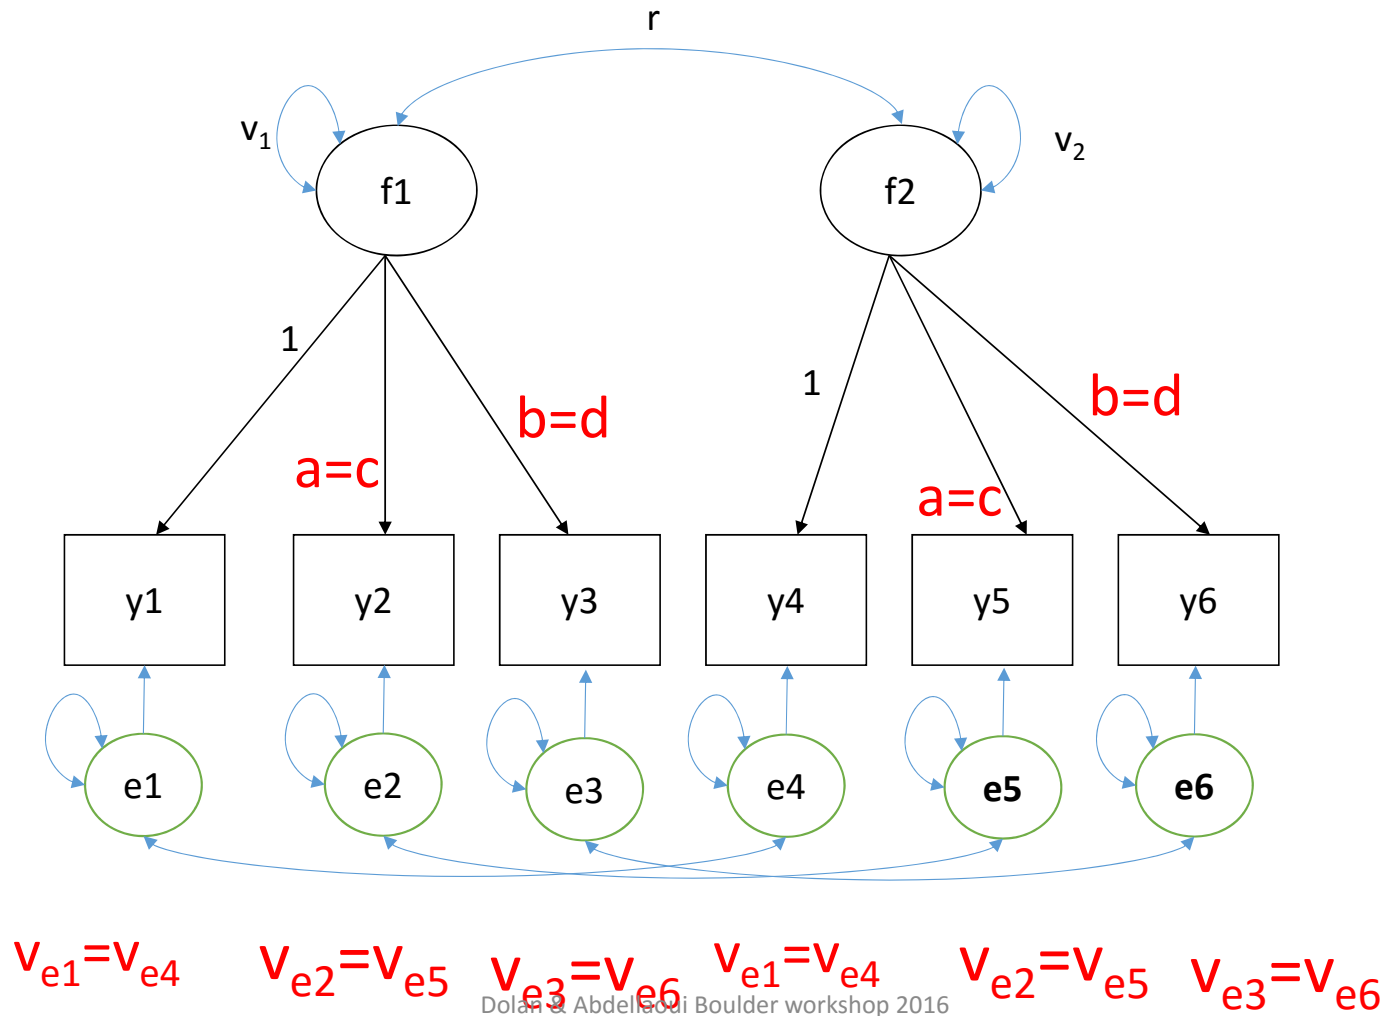 r
v1
v2
f1
f2
1
1
b=d
b=d
a=c
a=c
y1
y2
y3
y4
y5
y6
e1
e2
e3
e4
e5
e6
ve1=ve4
ve2=ve5
ve3=ve6
ve1=ve4
ve2=ve5
ve3=ve6
Dolan & Abdellaoui Boulder workshop 2016